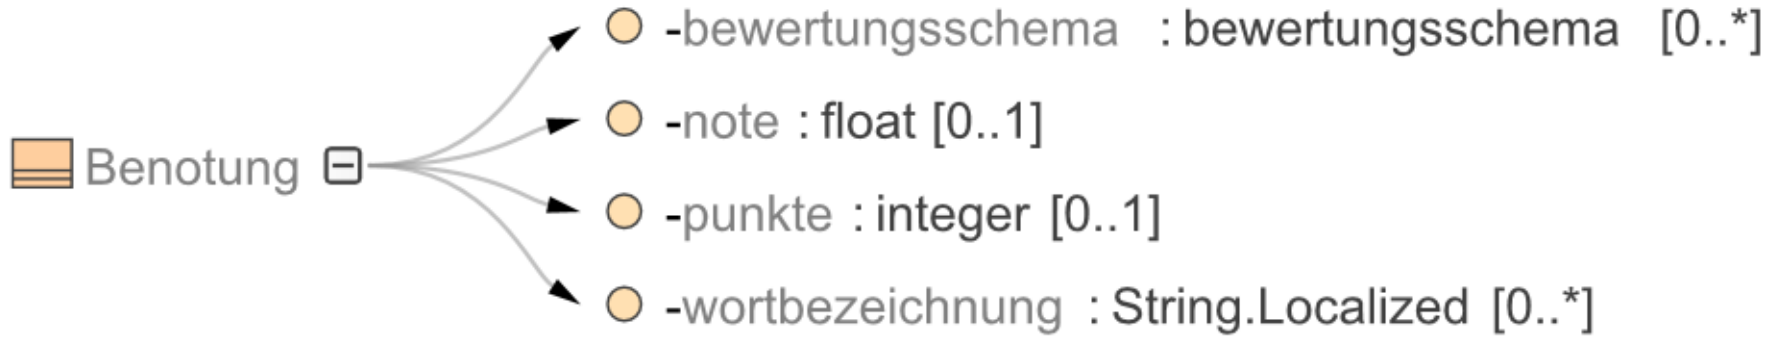 -bewertungsschema : bewertungsschema [0..*]
-note : float [0..1]
Benotung
-punkte : integer [0..1]
-wortbezeichnung : String.Localized [0..*]